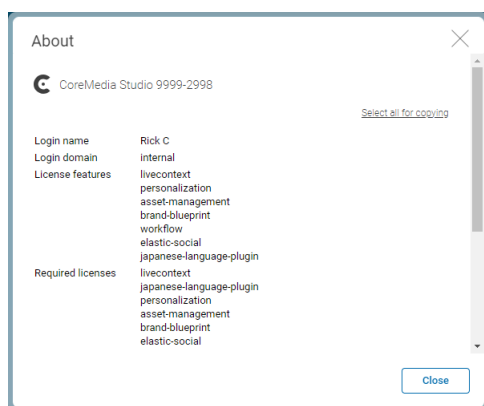 About
CoreMedia Studio 9999-2998
Select all for copying
Login name Rick C
Login domain internal
License features livecontext
personalization
asset-management
brand-blueprint
workflow
elastic-social
japanese-language-plugin
Required licenses livecontext
japanese-language-plugin
personalization
asset-management
brand-blueprint
elastic-social
Close